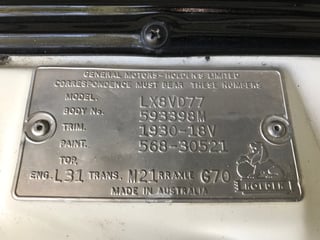 GENERAL MOTORS-HOLDEN'S LIMITED
CORRESPONDENCE MUST BEAR THESE NUMBERS
MODEL. LX8VD77
BODY No. 593398M
TRIM. 1930-18V
PAINT. 568-30521
TOP.
ENG. L31 TRANS. M21 RRAXLE G70
HOLDEN
MADE IN AUSTRALIA